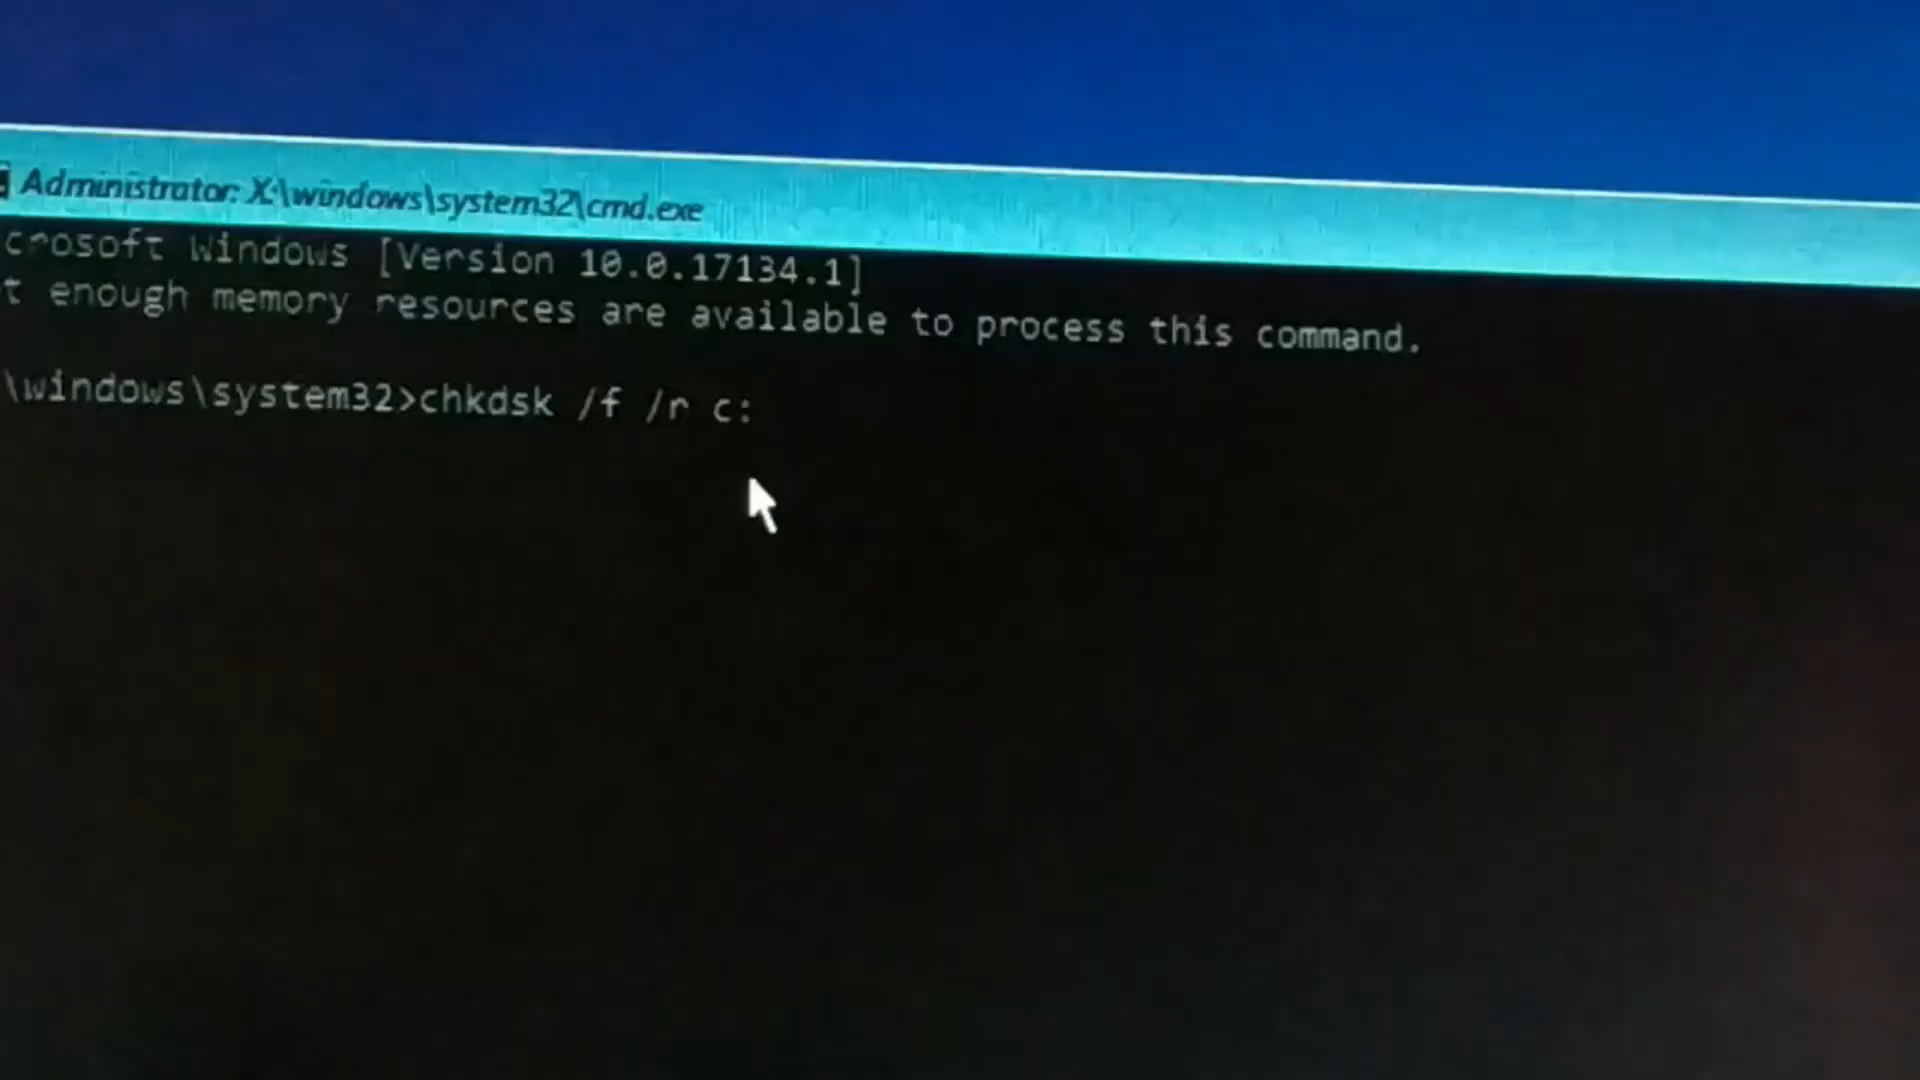 Administrator: X:\windows\system32\cmd.exe
crosoft Windows [Version 10.0.17134.1]
t enough memory resources are available to process this command.
\windows\system32>chkdsk /f /r c: